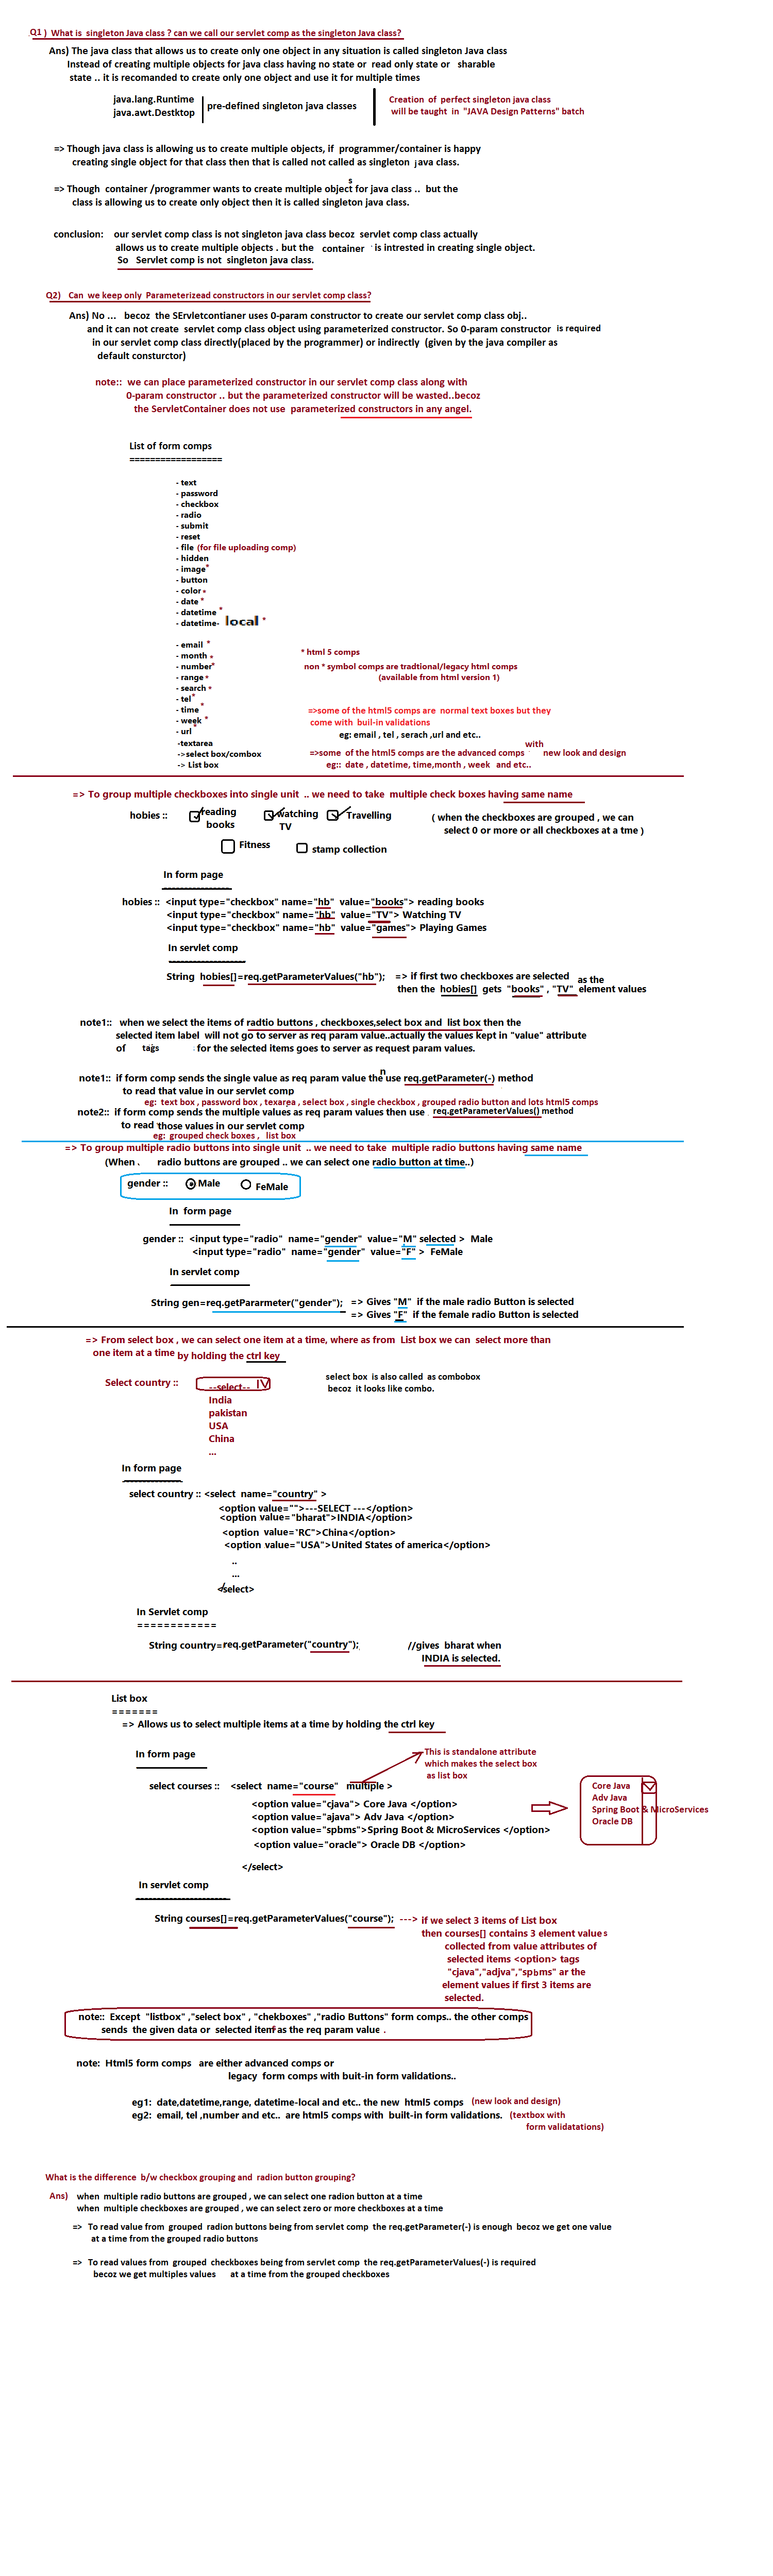 Q1 ) What is singleton Java class ? can we call our servlet comp as the singleton Java class?
Ans) The java class that allows us to create only one object in any situation is called singleton Java class
Instead of creating multiple objects for java class having no state or read only state or sharable
state .. it is recomanded to create only one object and use it for multiple times
java.lang.Runtime
java.awt.Desktop
pre-defined singleton java classes
Creation of perfect singleton java class
will be taught in "JAVA Design Patterns" batch
=> Though java class is allowing us to create multiple objects, if programmer/container is happy
creating single object for that class then that is called not called as singleton java class.
=> Though container /programmer wants to create multiple objects for java class .. but the
class is allowing us to create only object then it is called singleton java class.
conclusion: our servlet comp class is not singleton java class becoz servlet comp class actually
allows us to create multiple objects . but the container is intrested in creating single object.
So Servlet comp is not singleton java class.
Q2) Can we keep only Parameterizead constructors in our servlet comp class?
Ans) No ... becoz the SErvletcontianer uses 0-param constructor to create our servlet comp class obj..
and it can not create servlet comp class object using parameterized constructor. So 0-param constructor is required
in our servlet comp class directly(placed by the programmer) or indirectly (given by the java compiler as
default consturctor)
note:: we can place parameterized constructor in our servlet comp class along with
0-param constructor .. but the parameterized constructor will be wasted..becoz
the ServletContainer does not use parameterized constructors in any angel.
List of form comps
==================
- text
- password
- checkbox
- radio
- submit
- reset
- file (for file uploading comp)
- hidden
- image*
- button
- color*
- date *
- datetime *
- datetime- local *
- email *
- month *
- number*
- range*
- search*
- tel*
- time *
- week *
- url *
-textarea
->select box/combox
-> List box
* html 5 comps
non * symbol comps are tradtional/legacy html comps
(available from html version 1)
=>some of the html5 comps are normal text boxes but they
come with buil-in validations
eg: email , tel , serach ,url and etc..
=>some of the html5 comps are the advanced comps with new look and design
eg:: date , datetime, time,month , week and etc..
=> To group multiple checkboxes into single unit .. we need to take multiple check boxes having same name
hobies :: reading books watching TV Travelling
Fitness stamp collection
( when the checkboxes are grouped , we can
select 0 or more or all checkboxes at a tme )
In form page
-----------------
hobies :: <input type="checkbox" name="hb" value="books"> reading books
<input type="checkbox" name="hb" value="TV"> Watching TV
<input type="checkbox" name="hb" value="games"> Playing Games
In servlet comp
--------------------
String hobies[]=req.getParameterValues("hb"); => if first two checkboxes are selected
then the hobies[] gets "books" , "TV" as the element values
note1:: when we select the items of radtio buttons , checkboxes,select box and list box then the
selected item label will not go to server as req param value..actually the values kept in "value" attribute
of tags for the selected items goes to server as request param values.
note1:: if form comp sends the single value as req param value then use req.getParameter(-) method
to read that value in our servlet comp
eg: text box , password box , texarea , select box , single checkbox , grouped radio button and lots html5 comps
note2:: if form comp sends the multiple values as req param values then use req.getParameterValues() method
to read those values in our servlet comp
eg: grouped check boxes , list box
=> To group multiple radio buttons into single unit .. we need to take multiple radio buttons having same name
(When radio buttons are grouped .. we can select one radio button at time..)
gender :: Male FeMale
In form page
gender :: <input type="radio" name="gender" value="M" selected > Male
<input type="radio" name="gender" value="F" > FeMale
In servlet comp
String gen=req.getPararmeter("gender"); => Gives "M" if the male radio Button is selected
=> Gives "F" if the female radio Button is selected
=> From select box , we can select one item at a time, where as from List box we can select more than
one item at a time by holding the ctrl key
Select country ::
--select--
India
pakistan
USA
China
...
select box is also called as combobox
becoz it looks like combo.
In form page
select country :: <select name="country" >
<option value="">---SELECT ---</option>
<option value="bharat">INDIA</option>
<option value="RC">China</option>
<option value="USA">United States of america</option>
..
...
</select>
In Servlet comp
============
String country=req.getParameter("country"); //gives bharat when
INDIA is selected.
List box
=======
=> Allows us to select multiple items at a time by holding the ctrl key
In form page
This is standalone attribute
which makes the select box
as list box
select courses :: <select name="course" multiple >
<option value="cjava"> Core Java </option>
<option value="ajava"> Adv Java </option>
<option value="spbms">Spring Boot & MicroServices </option>
<option value="oracle"> Oracle DB </option>
</select>
Core Java
Adv Java
Spring Boot & MicroServices
Oracle DB
In servlet comp
------------------------
String courses[]=req.getParameterValues("course"); ---> if we select 3 items of List box
then courses[] contains 3 element values
collected from value attributes of
selected items <option> tags
"cjava","adjva","spbms" ar the
element values if first 3 items are
selected.
note:: Except "listbox" ,"select box" , "chekboxes" ,"radio Buttons" form comps.. the other comps
sends the given data or selected item as the req param value .
note: Html5 form comps are either advanced comps or
legacy form comps with buit-in form validations..
eg1: date,datetime,range, datetime-local and etc.. the new html5 comps (new look and design)
eg2: email, tel ,number and etc.. are html5 comps with built-in form validations. (textbox with
form validatations)
What is the difference b/w checkbox grouping and radion button grouping?
Ans) when multiple radio buttons are grouped , we can select one radion button at a time
when multiple checkboxes are grouped , we can select zero or more checkboxes at a time
=> To read value from grouped radion buttons being from servlet comp the req.getParameter(-) is enough becoz we get one value
at a time from the grouped radio buttons
=> To read values from grouped checkboxes being from servlet comp the req.getParameterValues(-) is required
becoz we get multiples values at a time from the grouped checkboxes